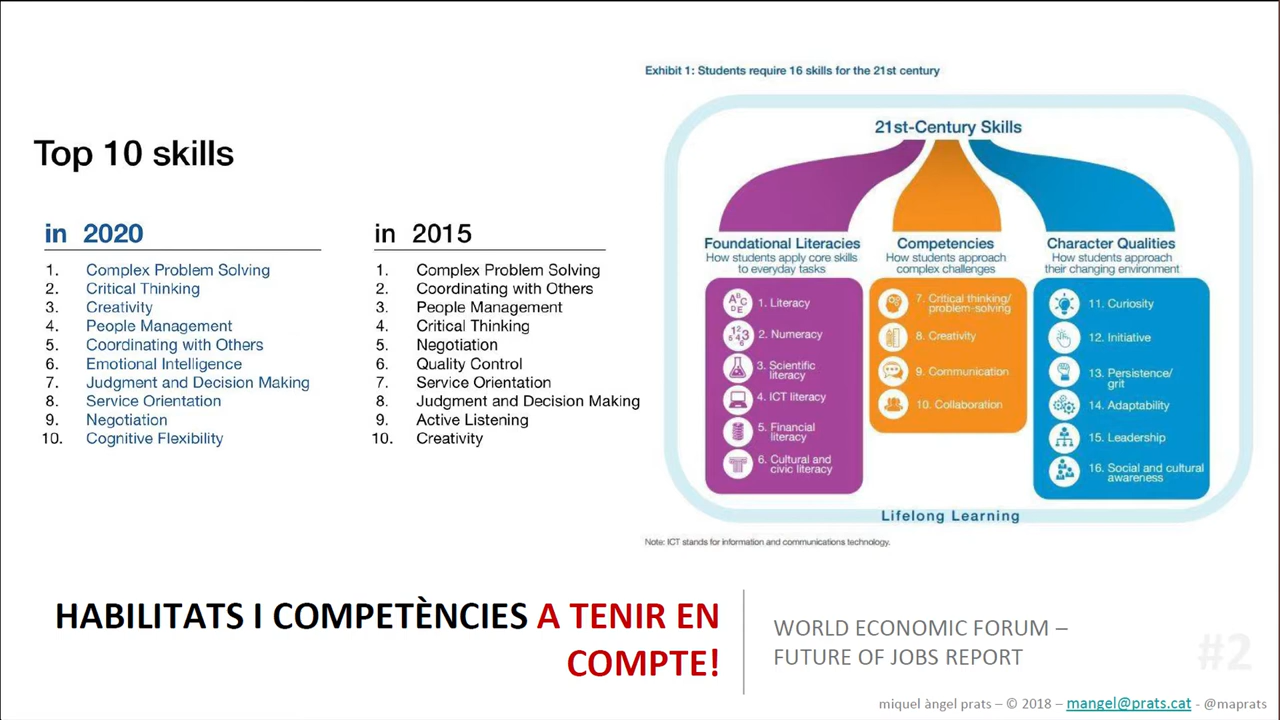 Exhibit 1: Students require 16 skills for the 21st century
Top 10 skills
in 2020
1. Complex Problem Solving
2. Critical Thinking
3. Creativity
4. People Management
5. Coordinating with Others
6. Emotional Intelligence
7. Judgment and Decision Making
8. Service Orientation
9. Negotiation
10. Cognitive Flexibility
in 2015
1. Complex Problem Solving
2. Coordinating with Others
3. People Management
4. Critical Thinking
5. Negotiation
6. Quality Control
7. Service Orientation
8. Judgment and Decision Making
9. Active Listening
10. Creativity
21st-Century Skills
Foundational Literacies
How students apply core skills
to everyday tasks
A B C
D E
1. Literacy
1 2 3
5 4 6
2. Numeracy
3. Scientific
literacy
4. ICT literacy
5. Financial
literacy
6. Cultural and
civic literacy
Competencies
How students approach
complex challenges
7. Critical thinking/
problem-solving
8. Creativity
9. Communication
10. Collaboration
Character Qualities
How students approach
their changing environment
11. Curiosity
12. Initiative
13. Persistence/
grit
14. Adaptability
15. Leadership
16. Social and cultural
awareness
Lifelong Learning
Note: ICT stands for information and communications technology.
HABILITATS I COMPETÈNCIES A TENIR EN
COMPTE!
WORLD ECONOMIC FORUM –
FUTURE OF JOBS REPORT
#2
miquel àngel prats – © 2018 – mangel@prats.cat - @maprats